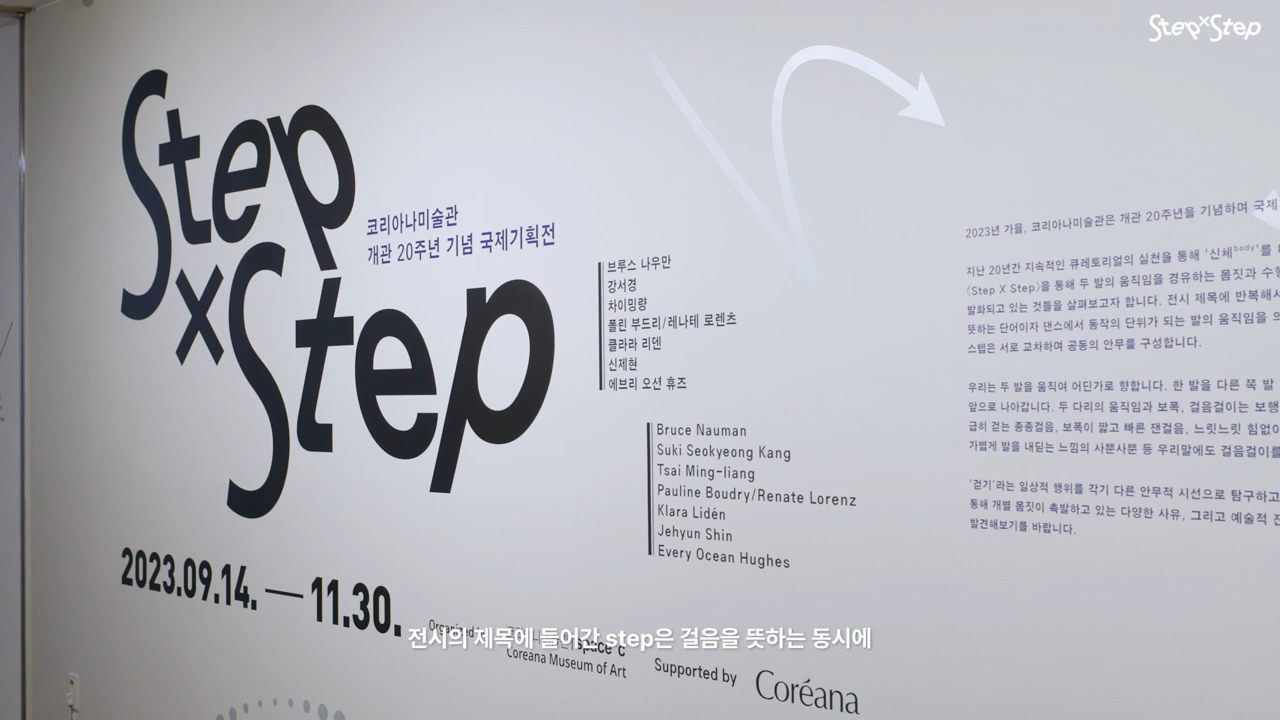 Step×Step
Step
×Step
코리아나미술관
개관 20주년 기념 국제기획전
브루스 나우만
강서경
차이밍량
폴린 부드리/레나테 로렌츠
클라라 리덴
신제현
에브리 오션 휴즈
Bruce Nauman
Suki Seokyeong Kang
Tsai Ming-liang
Pauline Boudry/Renate Lorenz
Klara Lidén
Jehyun Shin
Every Ocean Hughes
2023년 가을, 코리아나미술관은 개관 20주년을 기념하며 국제
지난 20년간 지속적인 큐레토리얼의 실천을 통해 '신체body'를
〈Step X Step〉을 통해 두 발의 움직임을 경유하는 몸짓과 수행
발화되고 있는 것들을 살펴보고자 합니다. 전시 제목에 반복해서
뜻하는 단어이자 댄스에서 동작의 단위가 되는 발의 움직임을
스텝은 서로 교차하며 공동의 안무를 구성합니다.
우리는 두 발을 움직여 어딘가로 향합니다. 한 발을 다른 쪽 발
앞으로 나아갑니다. 두 다리의 움직임과 보폭, 걸음걸이는 보행
급히 걷는 종종걸음, 보폭이 짧고 빠른 잰걸음, 느릿느릿 힘없이
가볍게 발을 내딛는 느낌의 사뿐사뿐 등 우리말에도 걸음걸이를
'걷기'라는 일상적 행위를 각기 다른 안무적 시선으로 탐구하고
통해 개별 몸짓이 촉발하고 있는 다양한 사유, 그리고 예술적
발견해보기를 바랍니다.
2023.09.14. — 11.30.
Organized by
space*c
Coreana Museum of Art
Supported by
Coréana
전시의 제목에 들어간 step은 걸음을 뜻하는 동시에